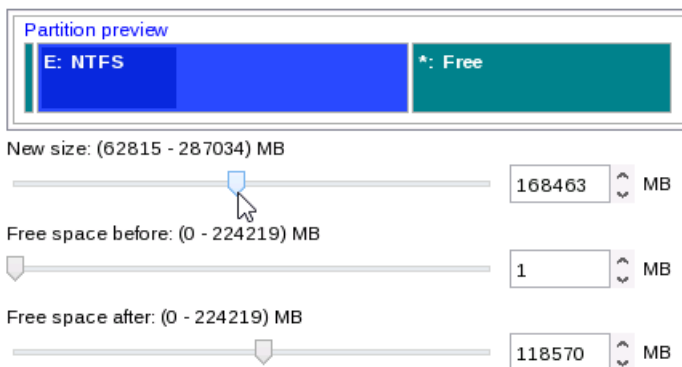 Partition preview
E: NTFS *: Free
New size: (62815 - 287034) MB
168463 MB
Free space before: (0 - 224219) MB
1 MB
Free space after: (0 - 224219) MB
118570 MB